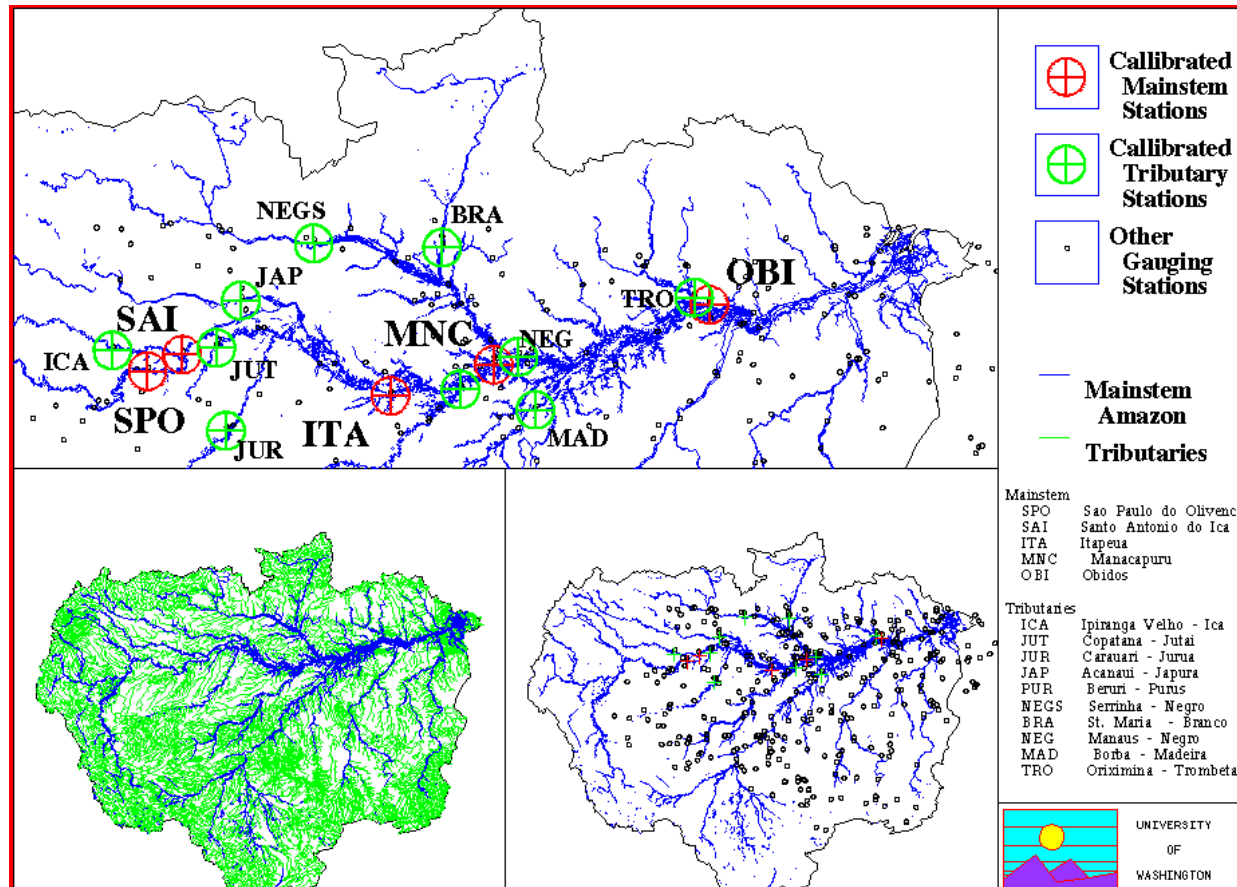 NEGS
BRA
JAP
OBI
TRO
SAI
MNC
NEG
ICA
JUT
SPO
ITA
MAD
JUR
Callibrated
Mainstem
Stations
Callibrated
Tributary
Stations
Other
Gauging
Stations
Mainstem
Amazon
Tributaries
Mainstem
SPO Sao Paulo do Olivenc
SAI Santo Antonio do Ica
ITA Itapeua
MNC Manacapuru
OBI Obidos
Tributaries
ICA Ipiranga Velho - Ica
JUT Copatana - Jutai
JUR Carauari - Jurua
JAP Acanaui - Japura
PUR Beruri - Purus
NEGS Serrinha - Negro
BRA St. Maria - Branco
NEG Manaus - Negro
MAD Borba - Madeira
TRO Oriximina - Trombeta
UNIVERSITY
OF
WASHINGTON